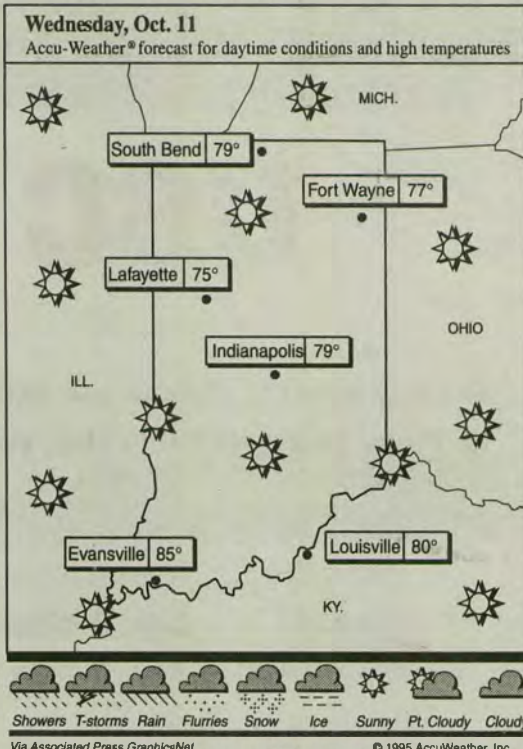 Wednesday, Oct. 11
Accu-Weather® forecast for daytime conditions and high temperatures
MICH.
South Bend 79°
Fort Wayne 77°
Lafayette 75°
OHIO
Indianapolis 79°
ILL.
Evansville 85°
Louisville 80°
KY.
Showers T-storms Rain Flurries Snow Ice Sunny Pt. Cloudy Cloudy
Via Associated Press GraphicsNet
© 1995 AccuWeather, Inc.